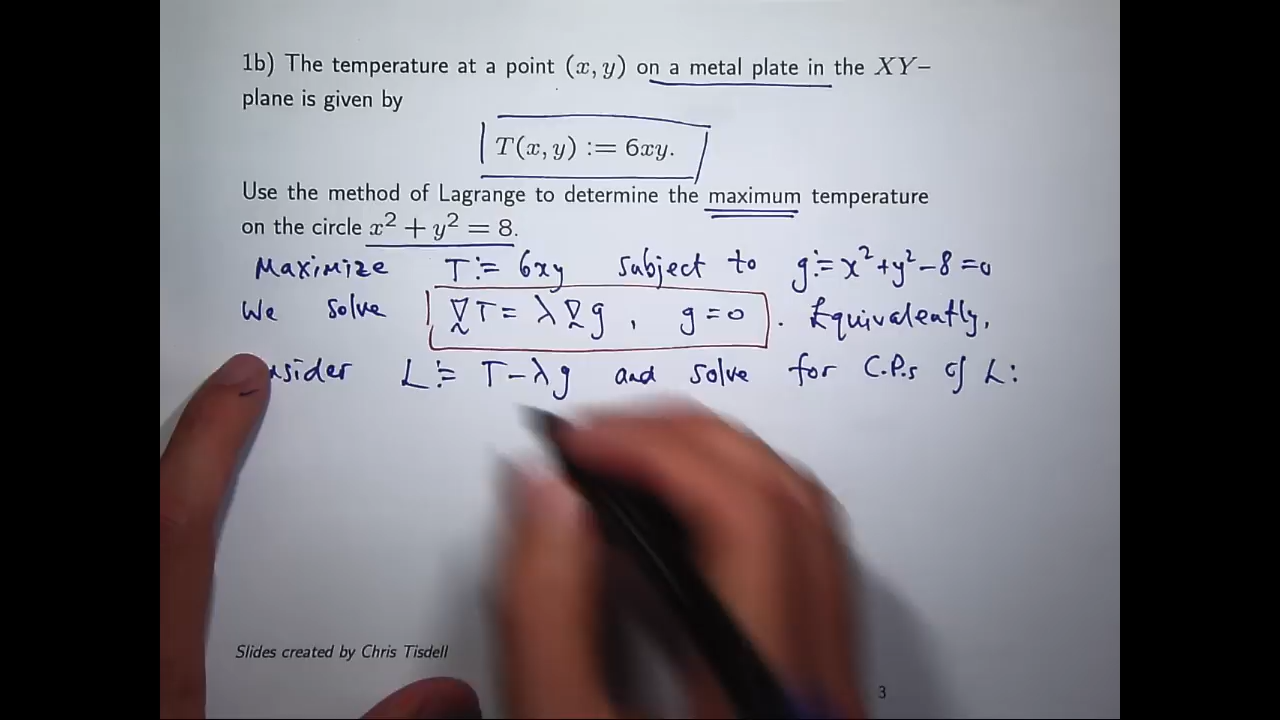 1b) The temperature at a point (x, y) on a metal plate in the XY–
plane is given by
T(x, y) := 6xy.
Use the method of Lagrange to determine the maximum temperature
on the circle x² + y² = 8.
Maximize T := 6xy subject to g := x² + y² - 8 = 0
We solve ∇T = λ∇g, g = 0. Equivalently,
L := T - λg and solve for C.P.s of L:
Slides created by Chris Tisdell
3